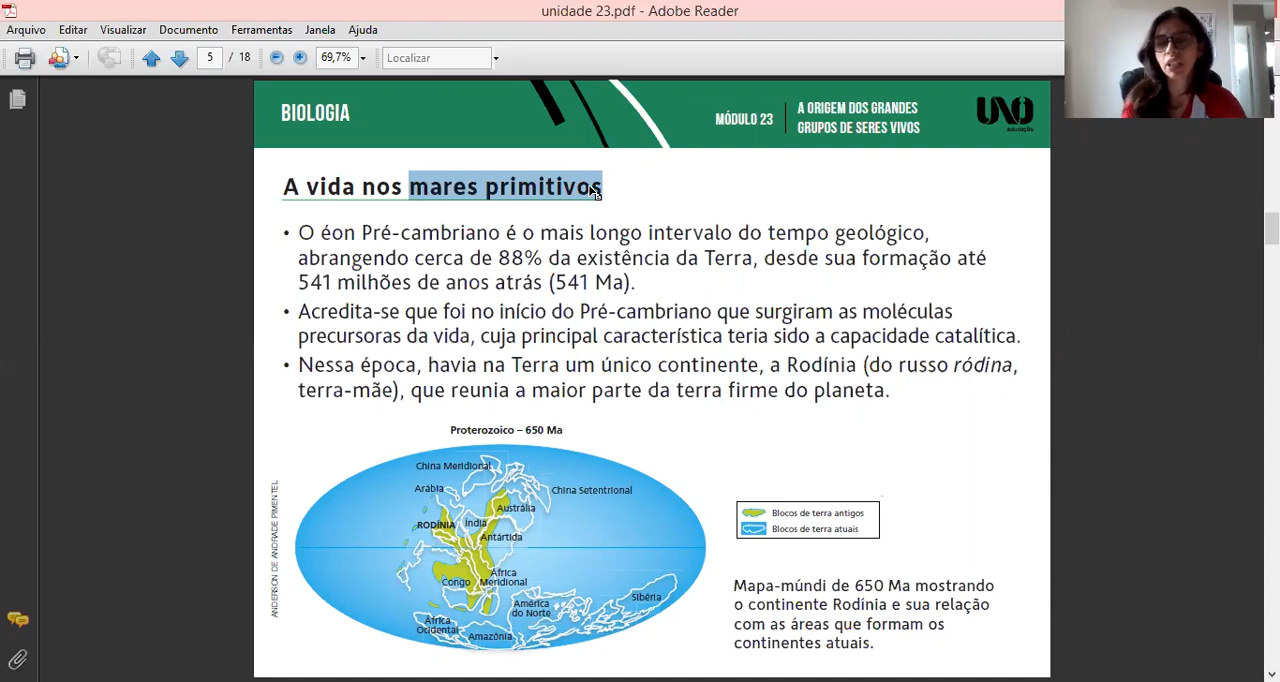 unidade 23.pdf - Adobe Reader
Arquivo Editar Visualizar Documento Ferramentas Janela Ajuda
5 / 18 69,7% Localizar
BIOLOGIA
MÓDULO 23
A ORIGEM DOS GRANDES
GRUPOS DE SERES VIVOS
UNO
educação
A vida nos mares primitivos
• O éon Pré-cambriano é o mais longo intervalo do tempo geológico,
abrangendo cerca de 88% da existência da Terra, desde sua formação até
541 milhões de anos atrás (541 Ma).
• Acredita-se que foi no início do Pré-cambriano que surgiram as moléculas
precursoras da vida, cuja principal característica teria sido a capacidade catalítica.
• Nessa época, havia na Terra um único continente, a Rodínia (do russo ródina,
terra-mãe), que reunia a maior parte da terra firme do planeta.
Proterozoico – 650 Ma
China Meridional
Arábia
China Setentrional
Austrália
RODÍNIA
Índia
Antártida
Congo
África
Meridional
América
do Norte
Sibéria
África
Ocidental
Amazônia
ANDERSON DE ANDRADE PIMENTEL
Blocos de terra antigos
Blocos de terra atuais
Mapa-múndi de 650 Ma mostrando
o continente Rodínia e sua relação
com as áreas que formam os
continentes atuais.